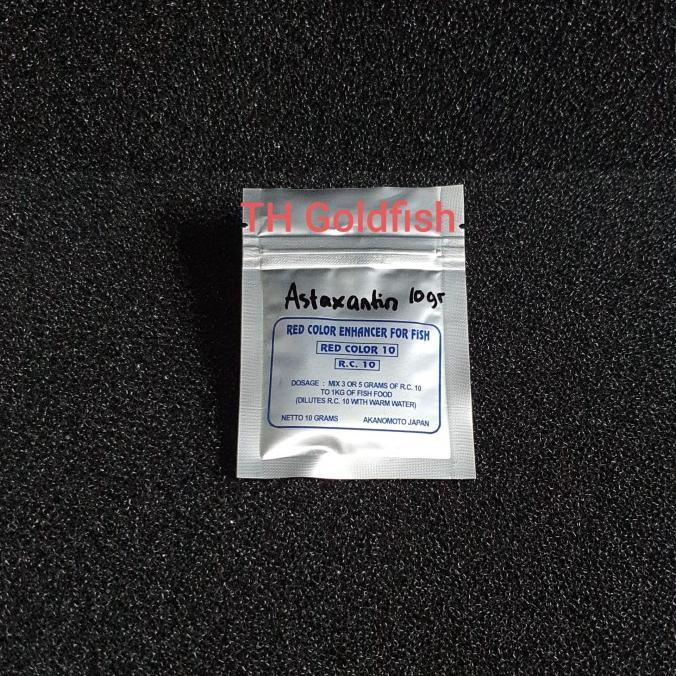 TH Goldfish
Astaxantin 10gr
RED COLOR ENHANCER FOR FiSH
RED COLOR 10
R.C. 10
DOSAGE : MIX 3 OR 5 GRAMS OF R.C. 10
TO 1KG OF FISH FOOD
(DILUTES R.C. 10 WITH WARM WATER)
NETTO 10 GRAMS AKANOMOTO JAPAN